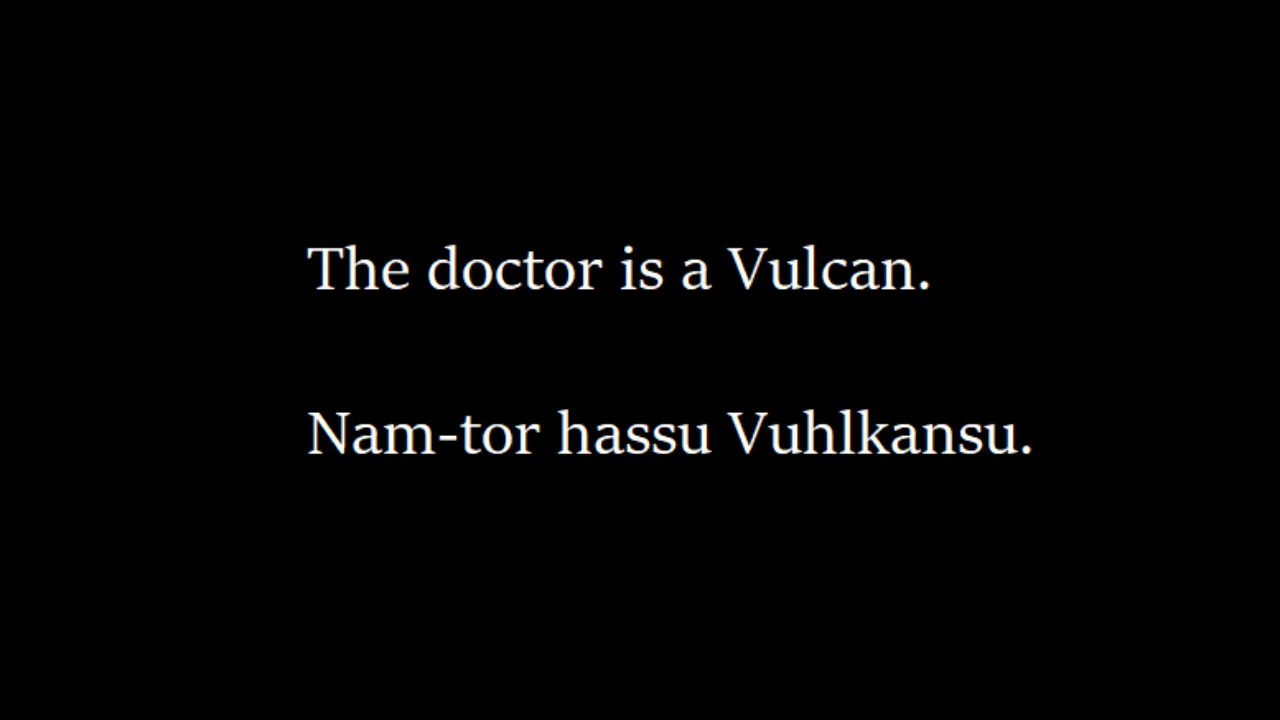 The doctor is a Vulcan.
Nam-tor hassu Vuhlkansu.